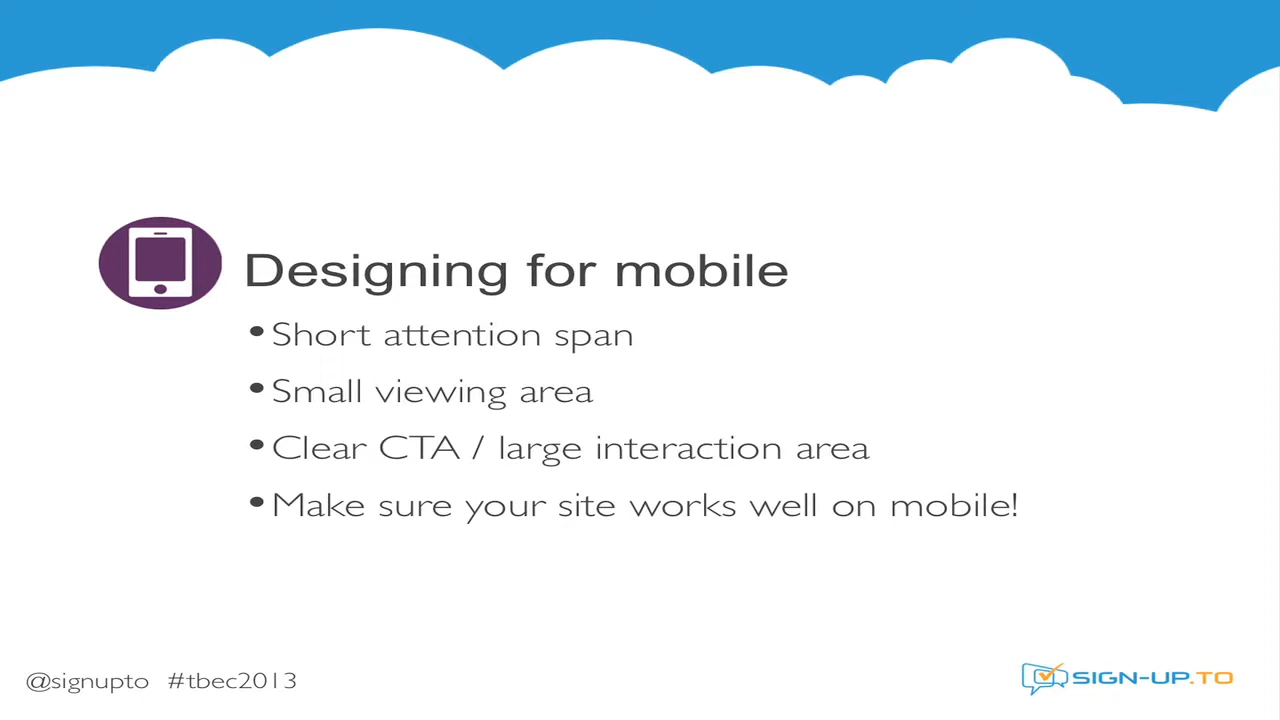 Designing for mobile
• Short attention span
• Small viewing area
• Clear CTA / large interaction area
• Make sure your site works well on mobile!
@signupto #tbec2013
SIGN-UP.TO